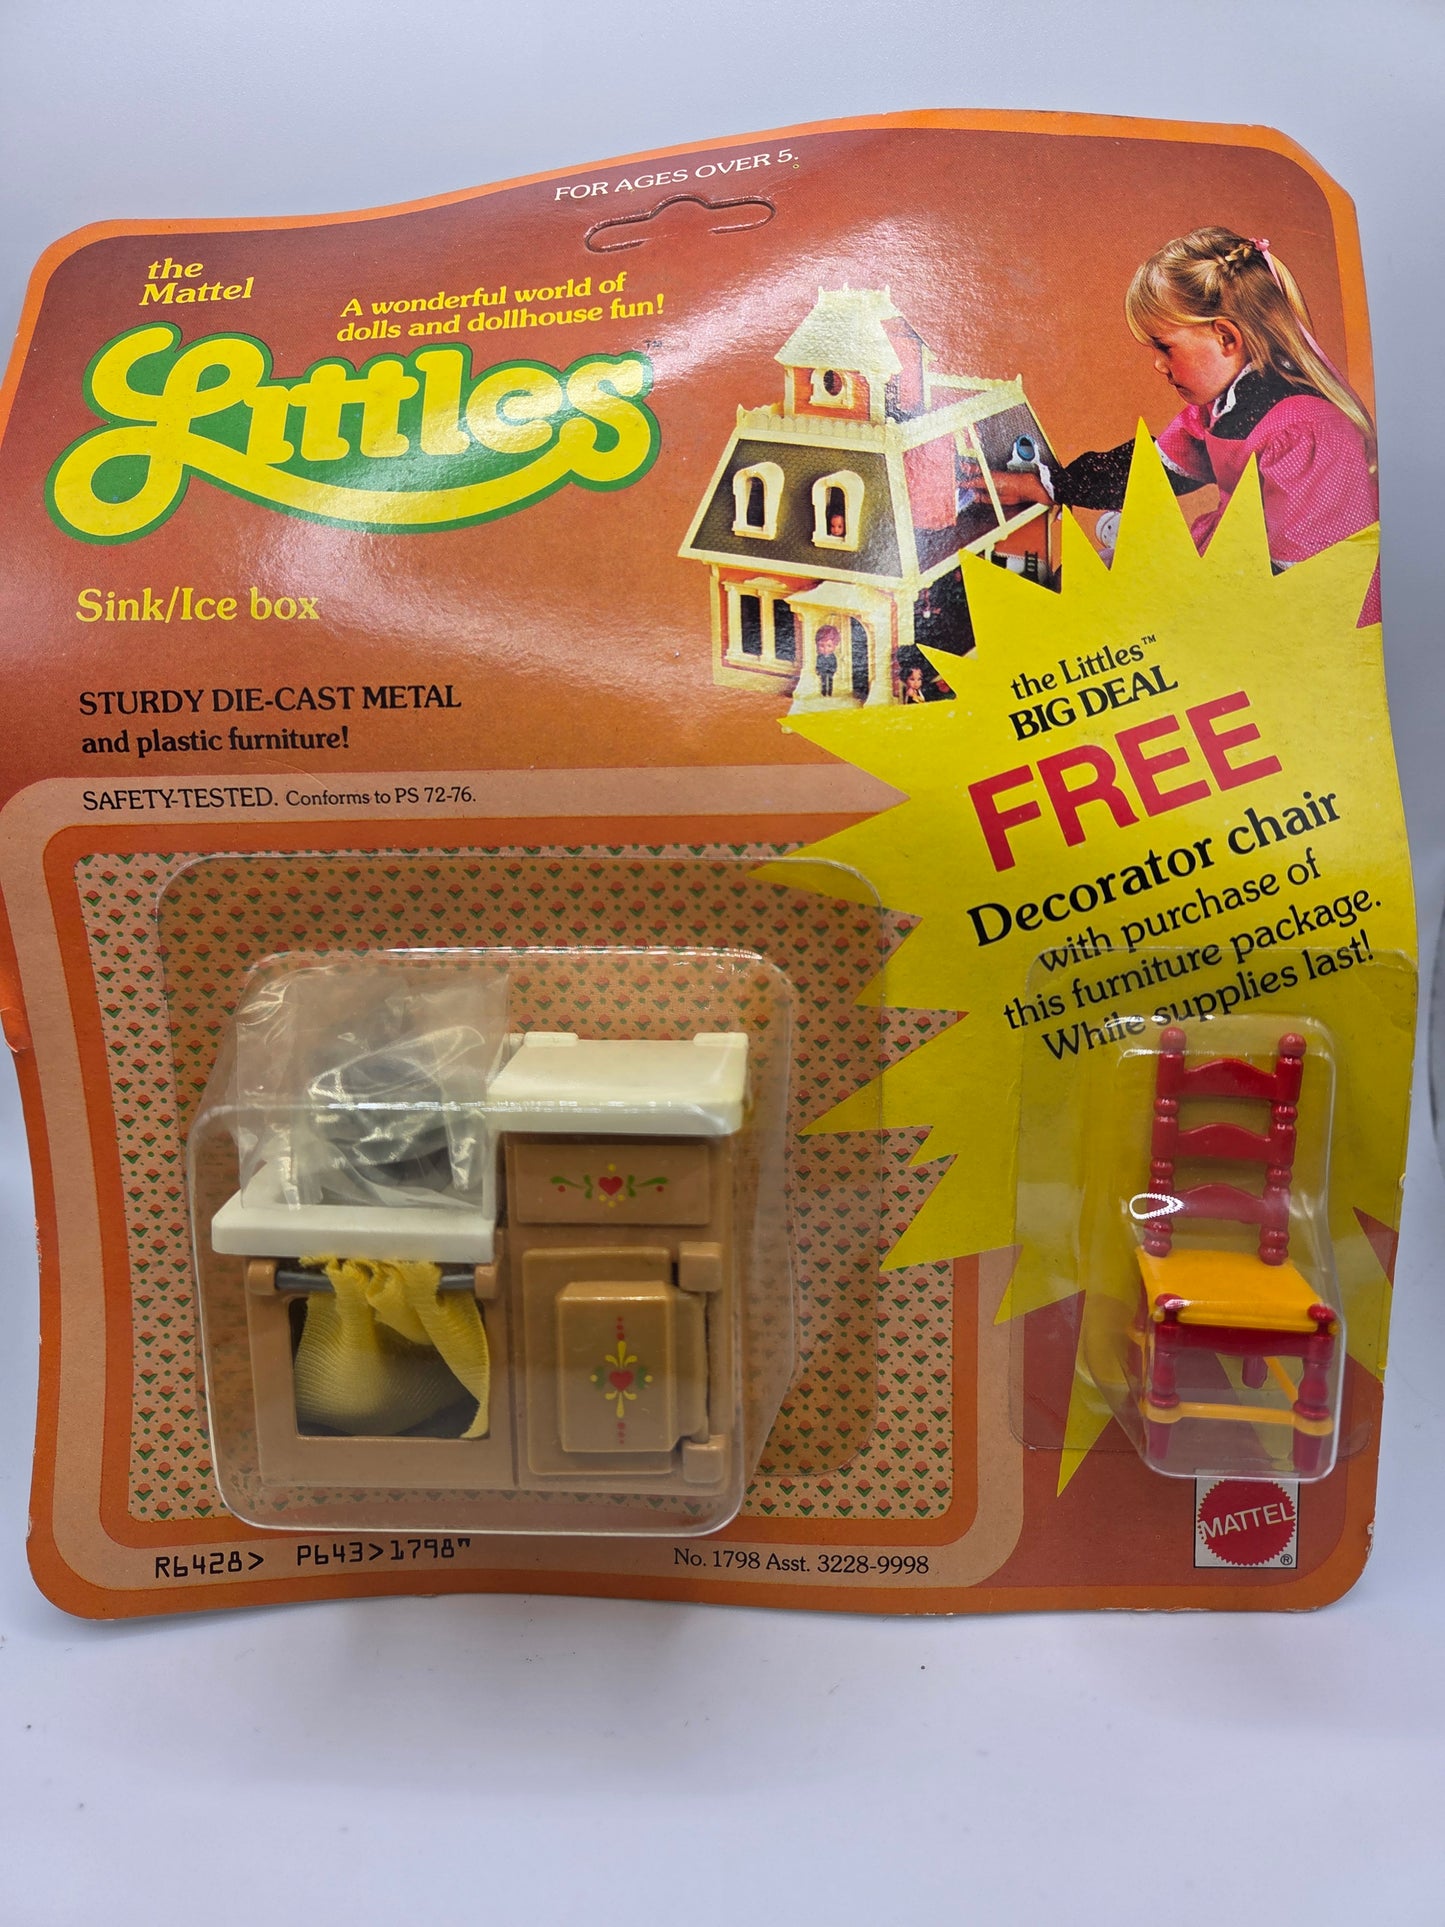 FOR AGES OVER 5.
the
Mattel
A wonderful world of
dolls and dollhouse fun!
Littles™
Sink/Ice box
STURDY DIE-CAST METAL
and plastic furniture!
SAFETY-TESTED. Conforms to PS 72-76.
the Littles™
BIG DEAL
FREE
Decorator chair
with purchase of
this furniture package.
While supplies last!
MATTEL
®
R6428> P643>1798"
No. 1798 Asst. 3228-9998